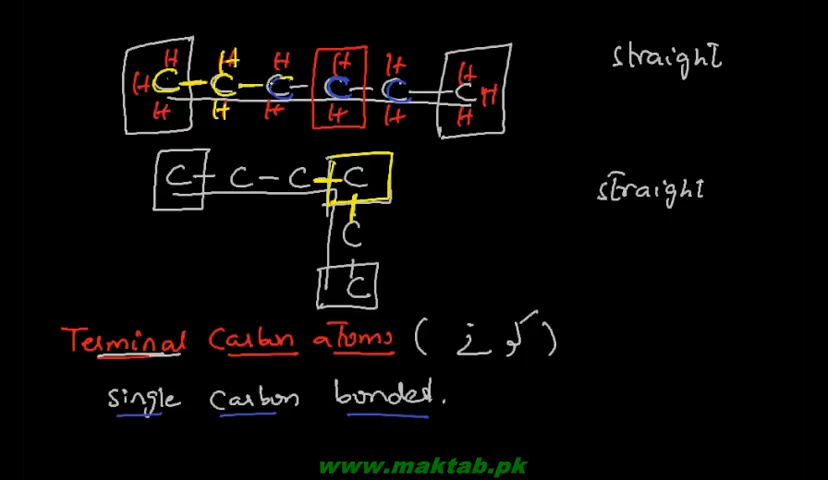 H H H H H straight
H C - C - C - C - C - C H
H H H H H H
C - C - C - C straight
C
C
Terminal Carbon atoms ( )
single carbon bonded.
www.maktab.pk